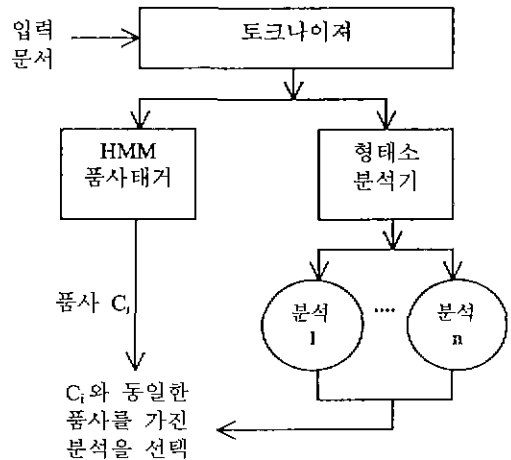 입력
문서
토크나이져
HMM
품사태거
형태소
분석기
품사 Ci
분석
1
....
분석
n
Ci와 동일한
품사를 가진
분석을 선택